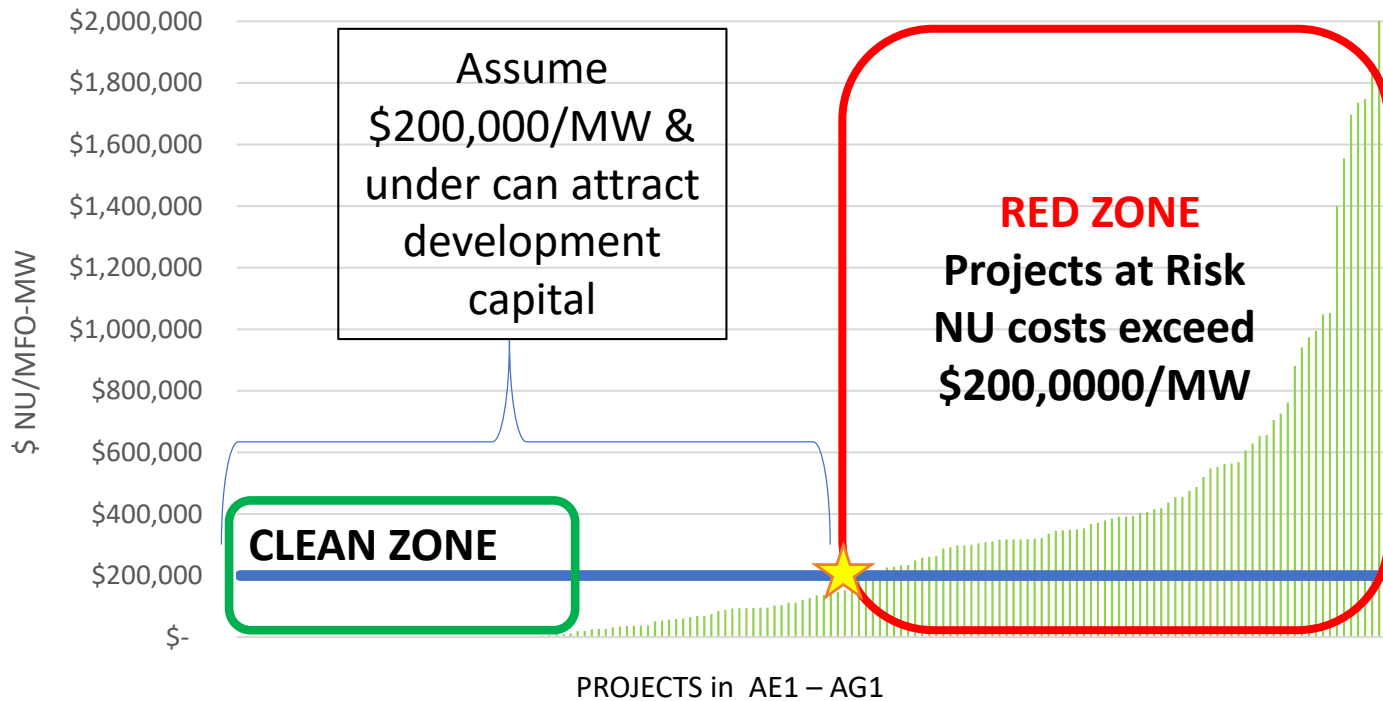 $2,000,000
$1,800,000
$1,600,000
$1,400,000
$1,200,000
$1,000,000
$800,000
$600,000
$400,000
$200,000
$-
$ NU/MFO-MW
Assume
$200,000/MW &
under can attract
development
capital
CLEAN ZONE
RED ZONE
Projects at Risk
NU costs exceed
$200,0000/MW
PROJECTS in AE1 – AG1